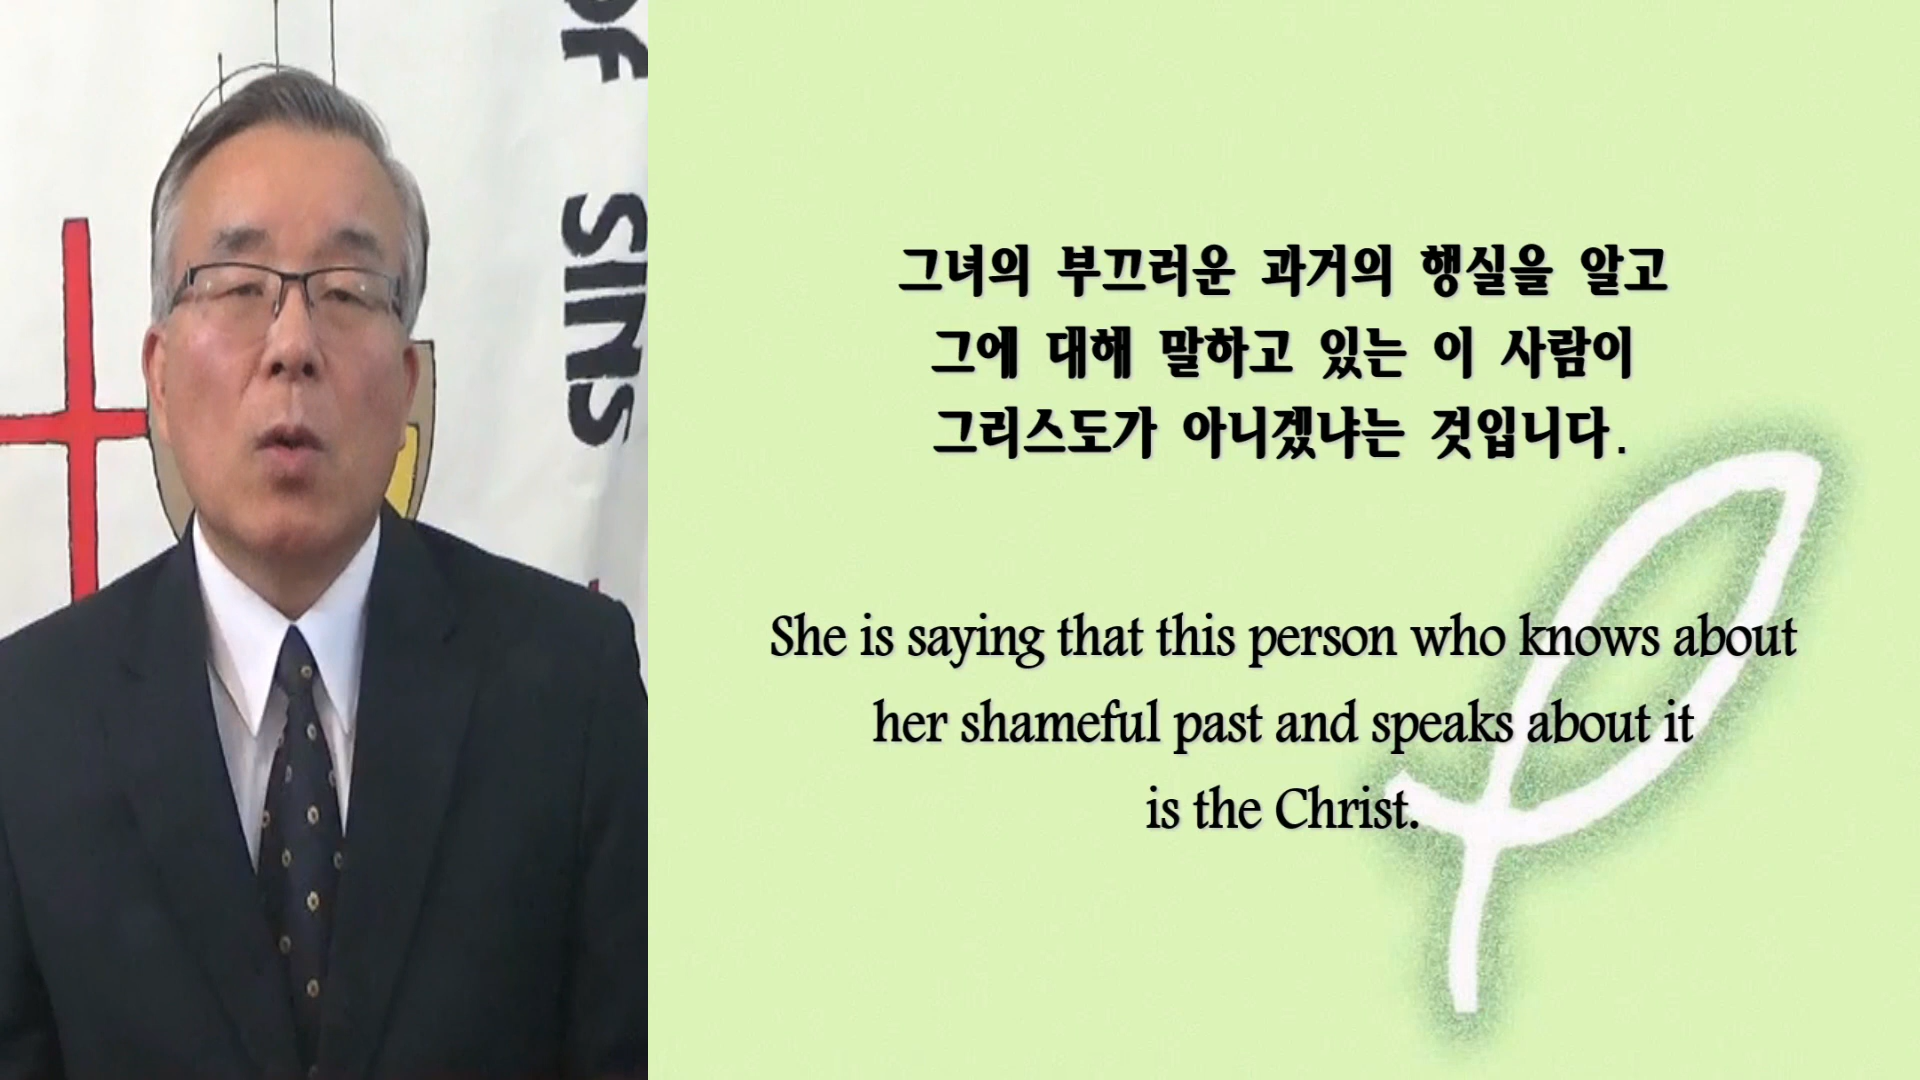 OF SINS
그녀의 부끄러운 과거의 행실을 알고
그에 대해 말하고 있는 이 사람이
그리스도가 아니겠냐는 것입니다.
She is saying that this person who knows about
her shameful past and speaks about it
is the Christ.